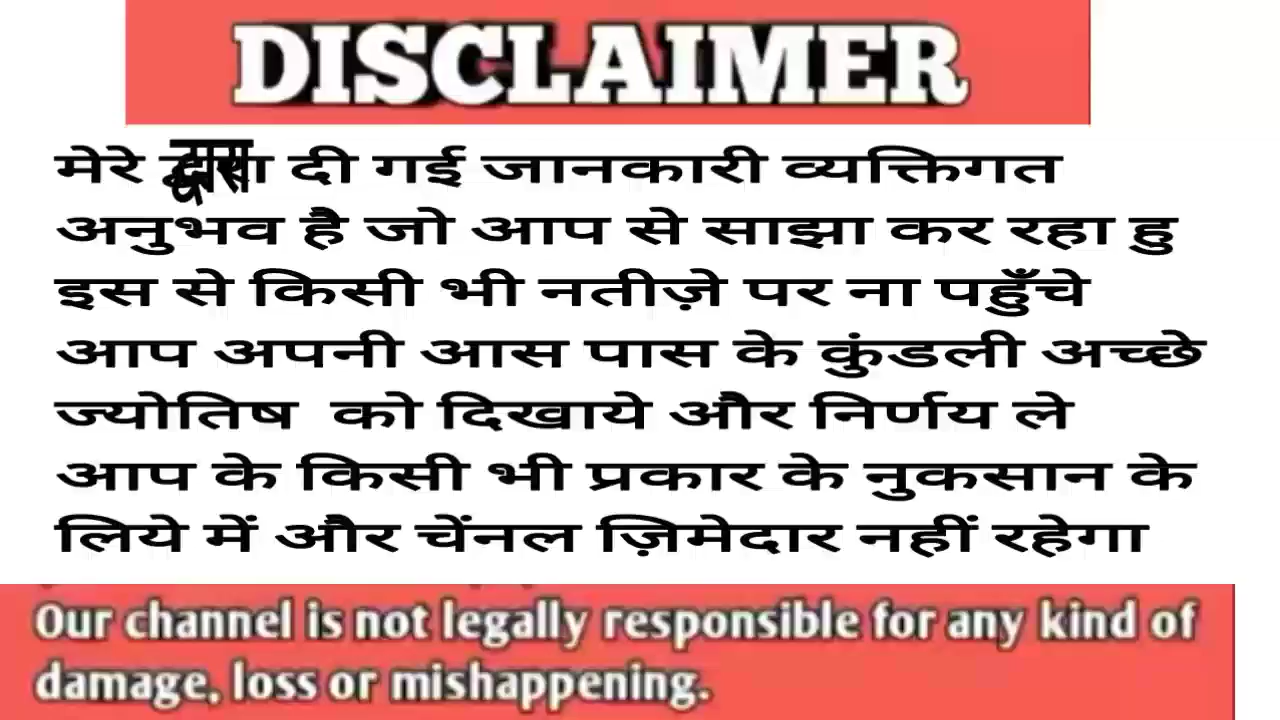 DISCLAIMER
मेरे द्वारा दी गई जानकारी व्यक्तिगत
अनुभव है जो आप से साझा कर रहा हु
इस से किसी भी नतीज़े पर ना पहुँचे
आप अपनी आस पास के कुंडली अच्छे
ज्योतिष को दिखाये और निर्णय ले
आप के किसी भी प्रकार के नुकसान के
लिये में और चेंनल ज़िमेदार नहीं रहेगा
Our channel is not legally responsible for any kind of
damage, loss or mishappening.